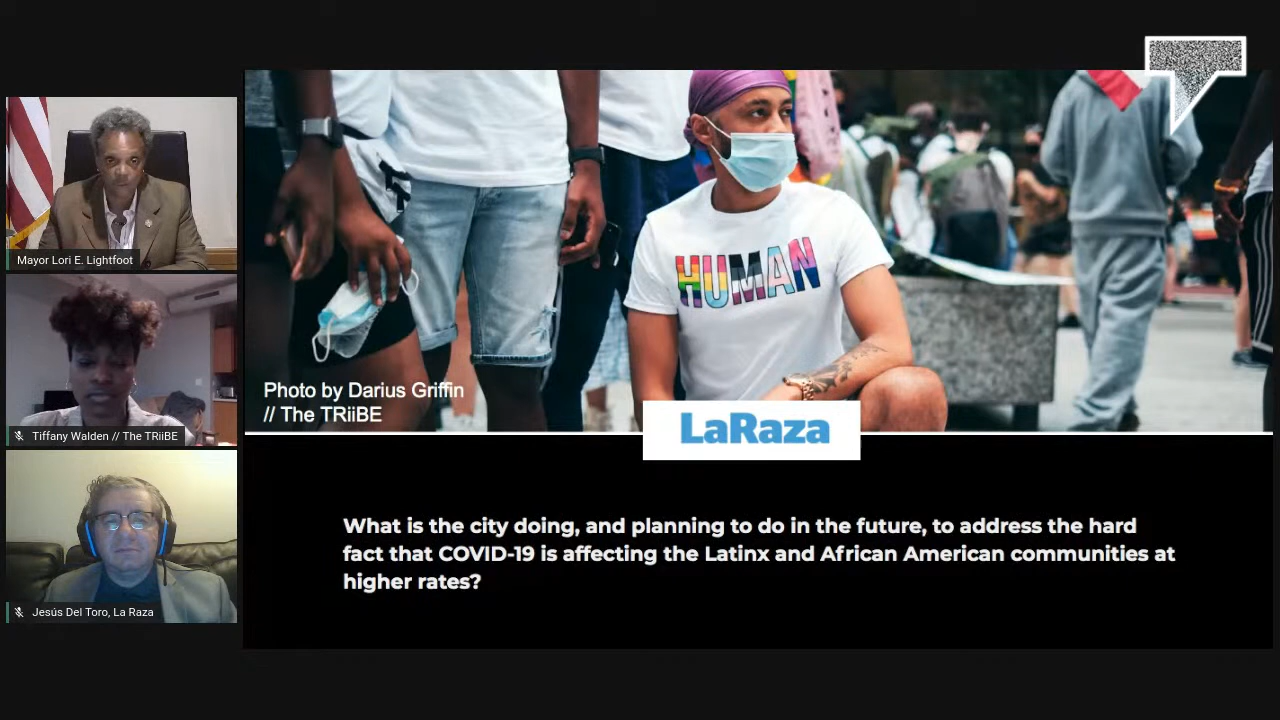 Mayor Lori E. Lightfoot
Tiffany Walden // The TRiiBE
Jesús Del Toro, La Raza
HUMAN
Photo by Darius Griffin
// The TRiiBE
LaRaza
What is the city doing, and planning to do in the future, to address the hard
fact that COVID-19 is affecting the Latinx and African American communities at
higher rates?